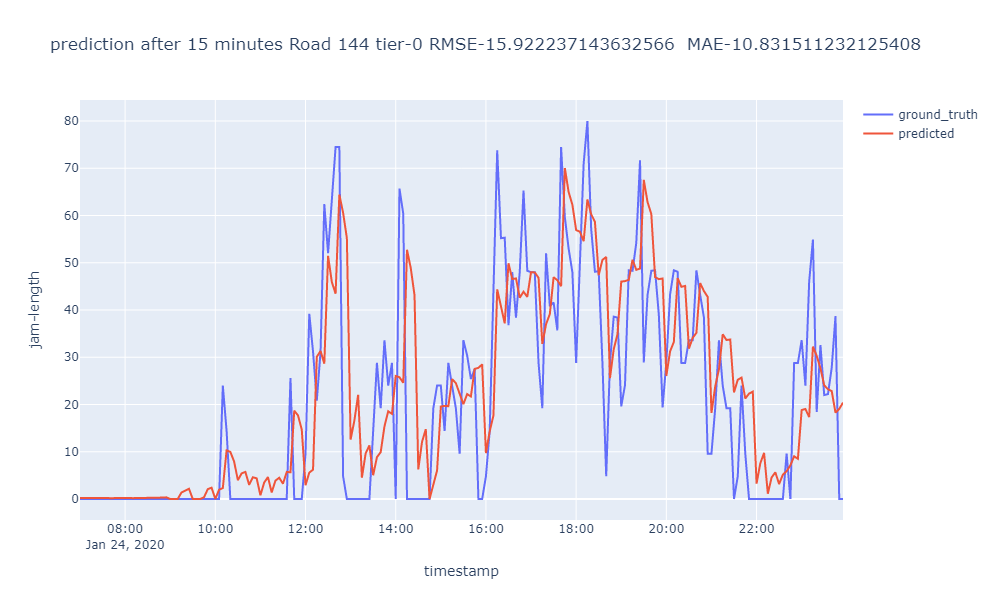 prediction after 15 minutes Road 144 tier-0 RMSE-15.922237143632566  MAE-10.831511232125408
ground_truth
predicted
80
70
60
50
40
30
20
10
0
jam-length
08:00 10:00 12:00 14:00 16:00 18:00 20:00 22:00
Jan 24, 2020
timestamp